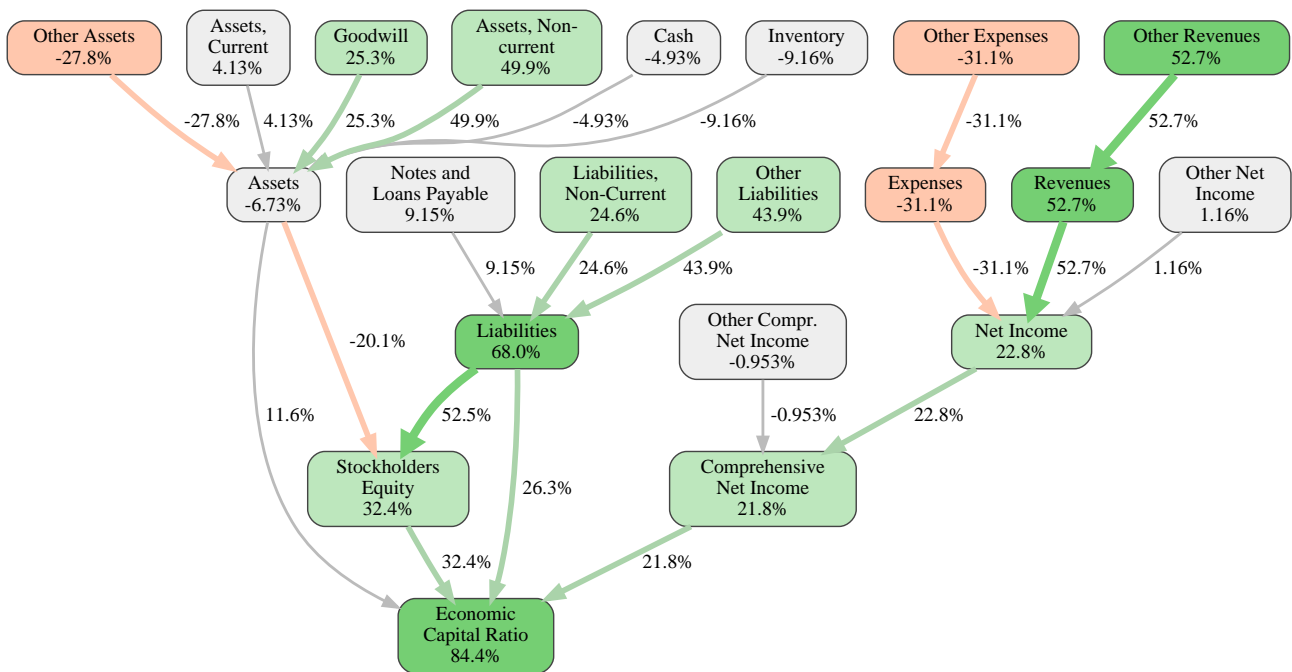 Other Assets
-27.8%
Assets,
Current
4.13%
Goodwill
25.3%
Assets, Non-
current
49.9%
Cash
-4.93%
Inventory
-9.16%
Other Expenses
-31.1%
Other Revenues
52.7%
-27.8%
4.13%
25.3%
49.9%
-4.93%
-9.16%
-31.1%
52.7%
Assets
-6.73%
Notes and
Loans Payable
9.15%
Liabilities,
Non-Current
24.6%
Other
Liabilities
43.9%
Expenses
-31.1%
Revenues
52.7%
Other Net
Income
1.16%
9.15%
24.6%
43.9%
-31.1%
52.7%
1.16%
Liabilities
68.0%
Other Compr.
Net Income
-0.953%
Net Income
22.8%
-20.1%
11.6%
52.5%
-0.953%
22.8%
Stockholders
Equity
32.4%
26.3%
Comprehensive
Net Income
21.8%
32.4%
21.8%
Economic
Capital Ratio
84.4%